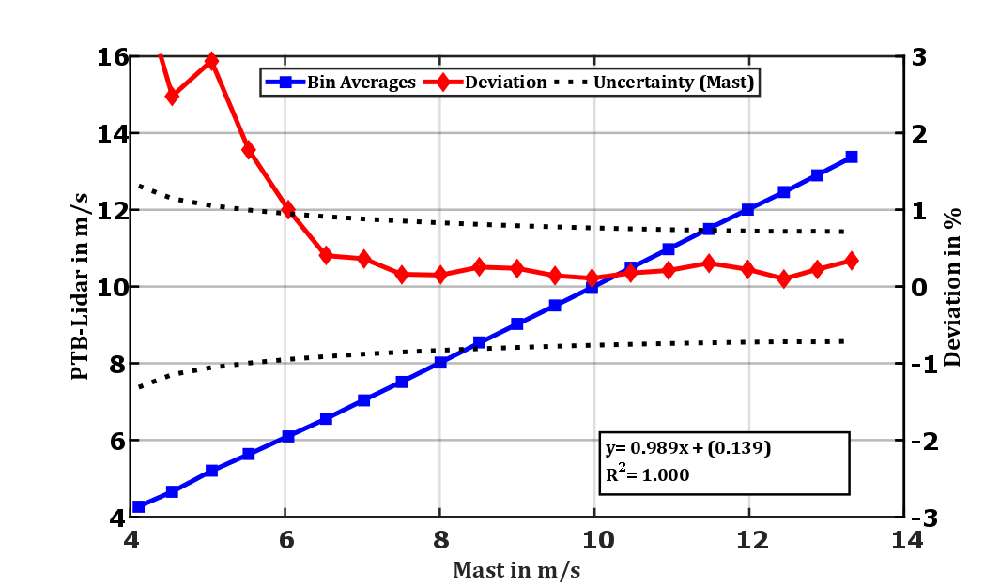 Bin Averages Deviation Uncertainty (Mast)
16
14
12
10
8
6
4
PTB-Lidar in m/s
3
2
1
0
-1
-2
-3
Deviation in %
y= 0.989x + (0.139)
R²= 1.000
4 6 8 10 12 14
Mast in m/s